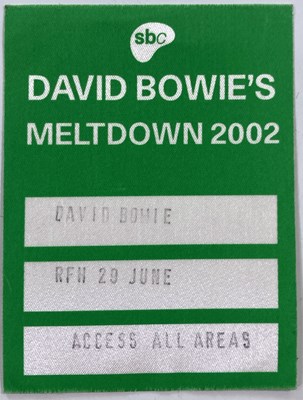 sbc
DAVID BOWIE'S
MELTDOWN 2002
DAVID BOWIE
RFH 29 JUNE
ACCESS ALL AREAS